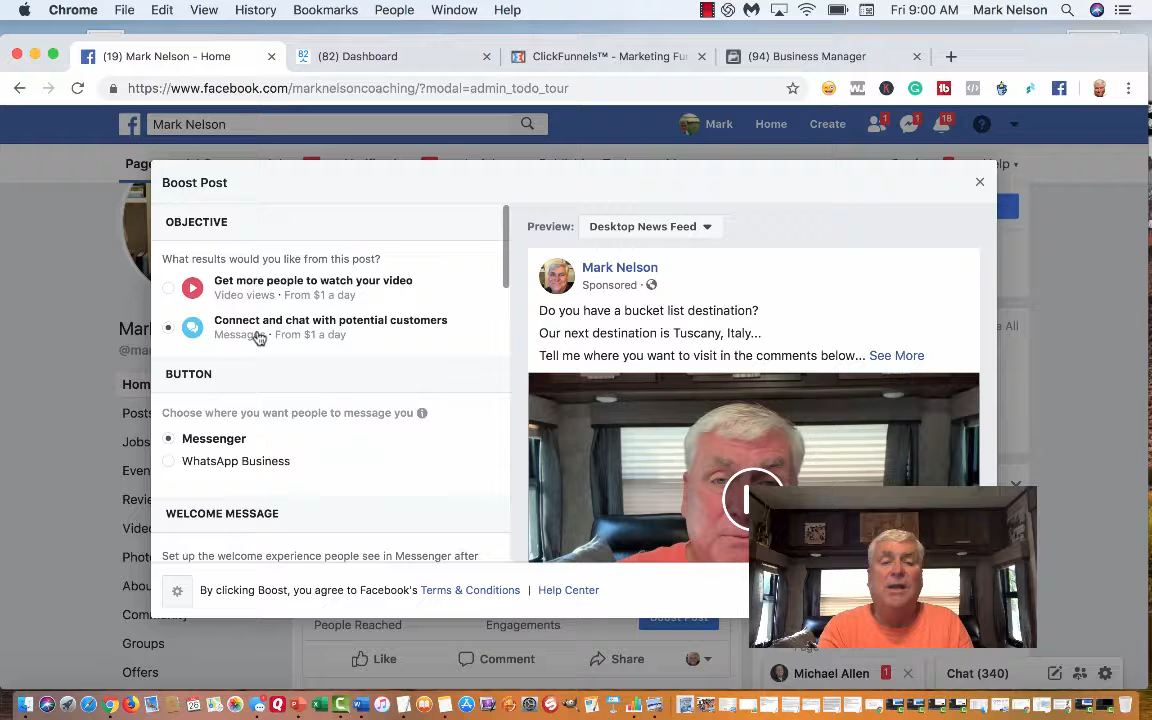 Chrome File Edit View History Bookmarks People Window Help Fri 9:00 AM Mark Nelson
(19) Mark Nelson - Home (82) Dashboard ClickFunnels™ - Marketing Fu (94) Business Manager
https://www.facebook.com/marknelsoncoaching/?modal=admin_todo_tour
Mark Nelson Mark Home Create 1 1 18
Boost Post
OBJECTIVE
Preview: Desktop News Feed
What results would you like from this post?
Get more people to watch your video
Video views · From $1 a day
Connect and chat with potential customers
From $1 a day
Mark Nelson
Sponsored ·
Do you have a bucket list destination?
Our next destination is Tuscany, Italy...
Tell me where you want to visit in the comments below... See More
BUTTON
Choose where you want people to message you
Messenger
WhatsApp Business
WELCOME MESSAGE
Set up the welcome experience people see in Messenger after
By clicking Boost, you agree to Facebook's Terms & Conditions | Help Center
People Reached Engagements Boost Post
Like Comment Share
Groups
Offers
Michael Allen 1 Chat (340)